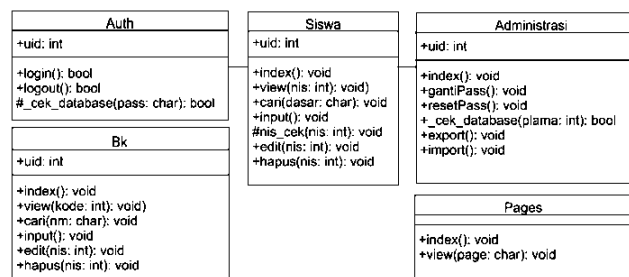 Auth
+uid: int
+login(): bool
+logout(): bool
#_cek_database(pass: char): bool
Siswa
+uid: int
+index(): void
+view(nis: int): void)
+cari(dasar: char): void
+input(): void
#nis_cek(nis: int): void
+edit(nis: int): void
+hapus(nis: int): void
Administrasi
+uid: int
+index(): void
+gantiPass(): void
+resetPass(): void
+_cek_database(plama: int): bool
+export(): void
+import(): void
Bk
+uid: int
+index(): void
+view(kode: int): void)
+cari(nm: char): void
+input(): void
+edit(nis: int): void
+hapus(nis: int): void
Pages
+index(): void
+view(page: char): void